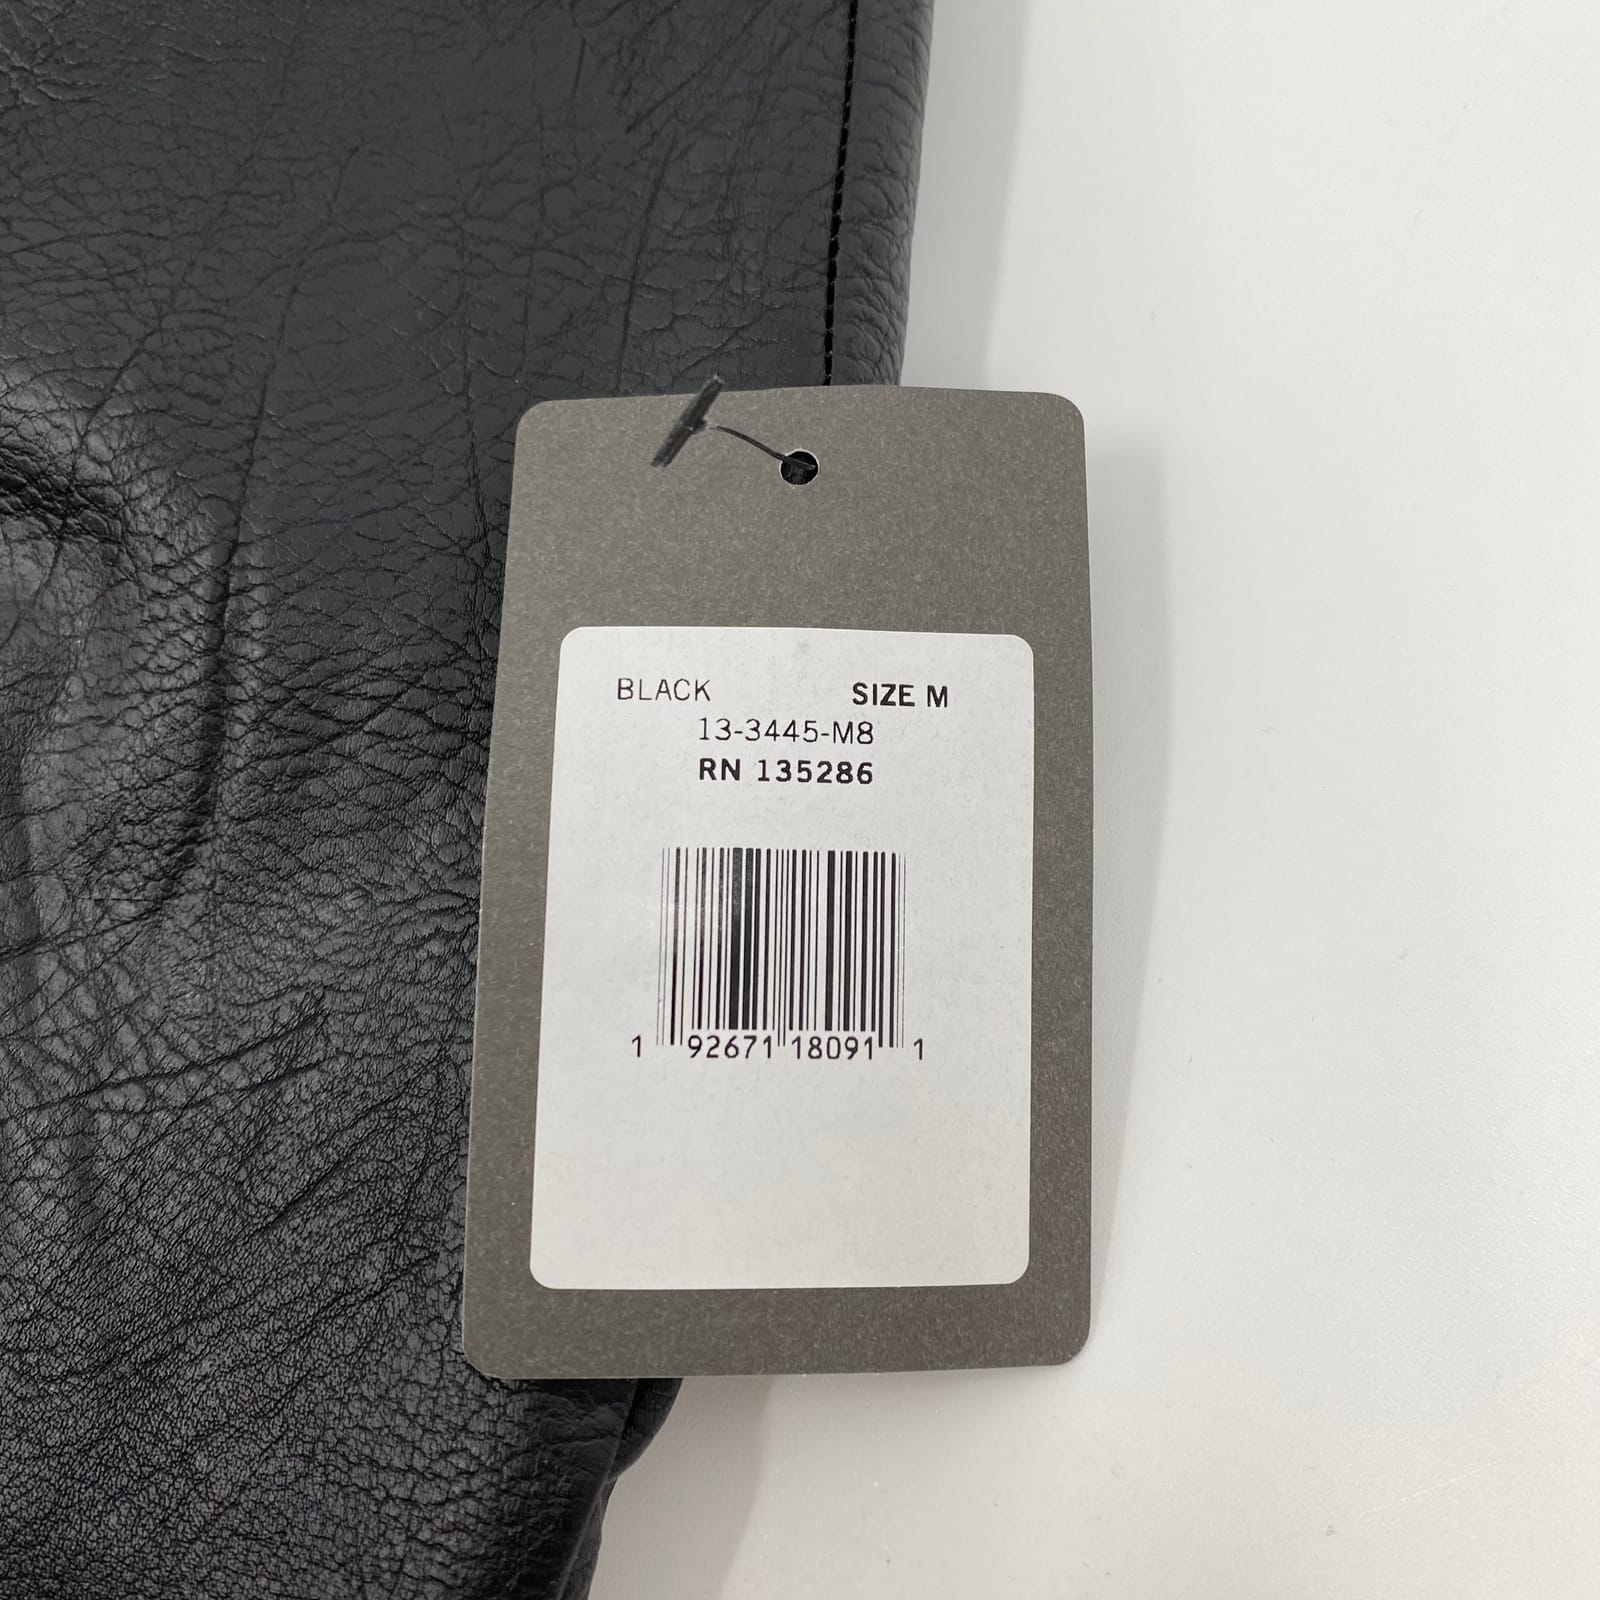 BLACK SIZE M
13-3445-M8
RN 135286
1 92671 18091 1